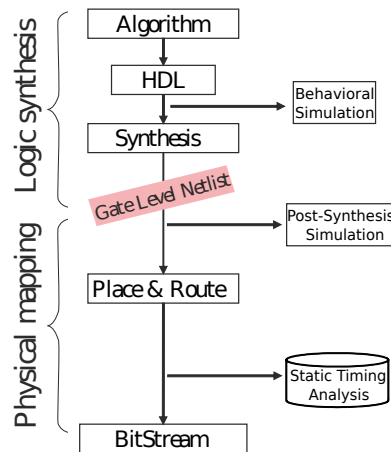 Algorithm
HDL
Behavioral
Simulation
Synthesis
Logic synthesis
Gate Level Netlist
Post-Synthesis
Simulation
Place & Route
Physical mapping
Static Timing
Analysis
BitStream